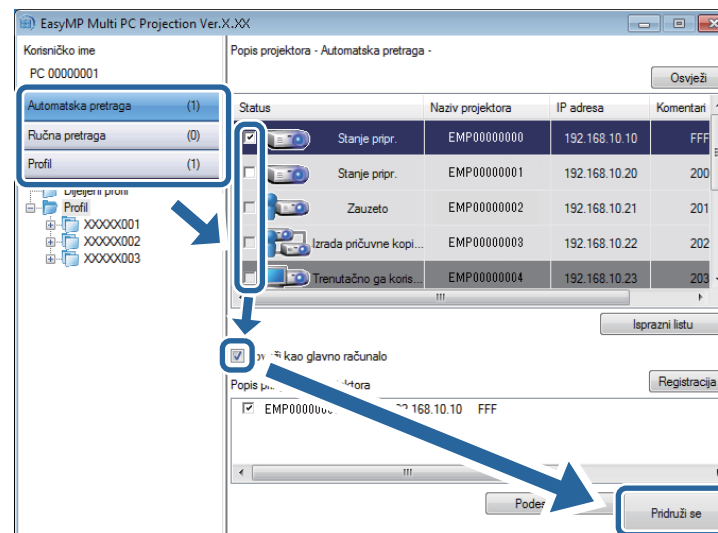 EasyMP Multi PC Projection Ver.X.XX
Korisničko ime
PC 00000001
Automatska pretraga (1)
Ručna pretraga (0)
Profil (1)
Dijeljeni profil
Profil
XXXXX001
XXXXX002
XXXXX003
Popis projektora - Automatska pretraga -
Osvježi
Status Naziv projektora IP adresa Komentari
Stanje pripr. EMP00000000 192.168.10.10 FFF
Stanje pripr. EMP00000001 192.168.10.20 200
Zauzeto EMP00000002 192.168.10.21 201
Izrada pričuvne kopi... EMP00000003 192.168.10.22 202
Trenutačno ga koris... EMP00000004 192.168.10.23 203
Isprazni listu
kao glavno računalo
Popis
Registracija
EMP0000000 168.10.10 FFF
Pridruži se